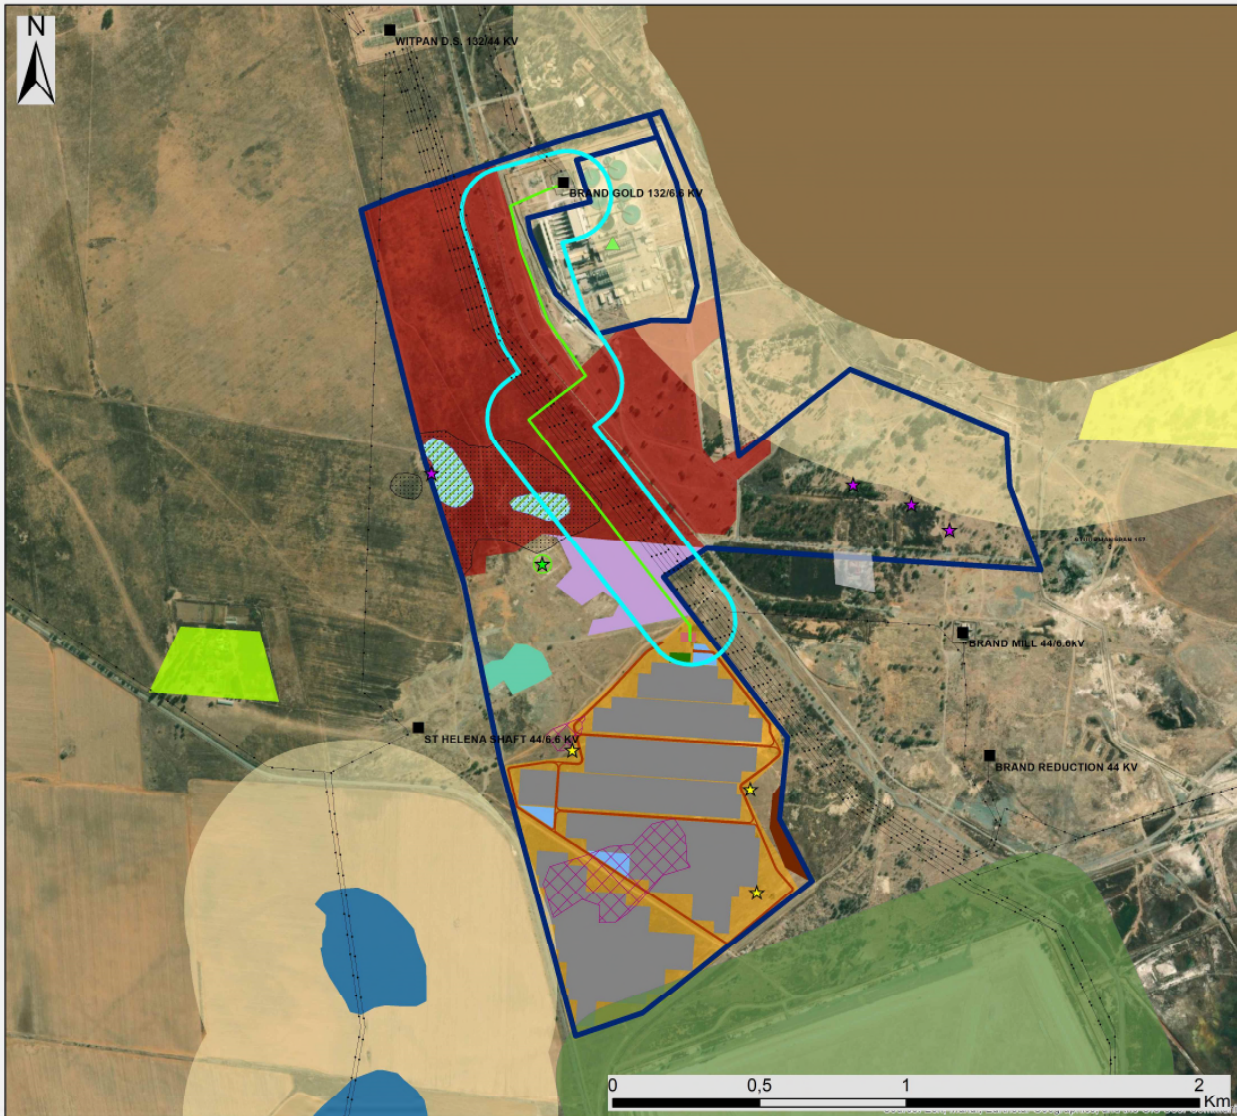 N
WITPAN D.S. 132/44 KV
BRAND GOLD 132/6.6 KV
BRAND MILL 44/6.6kV
ST HELENA SHAFT 44/6.6 KV
BRAND REDUCTION 44 KV
0 0,5 1 2
Km